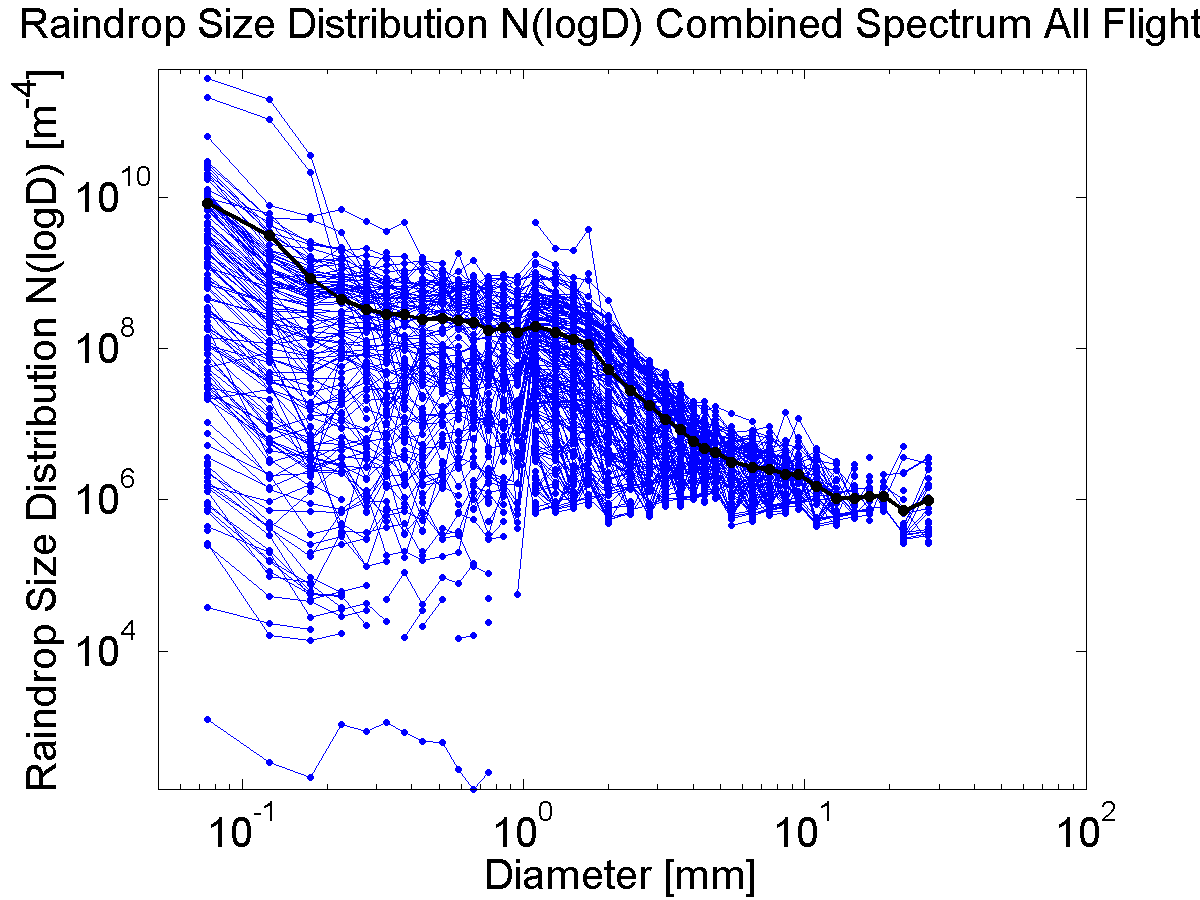 Raindrop Size Distribution N(logD) Combined Spectrum All Flight
Raindrop Size Distribution N(logD) [m^-4]
10^10
10^8
10^6
10^4
10^-1
10^0
10^1
10^2
Diameter [mm]